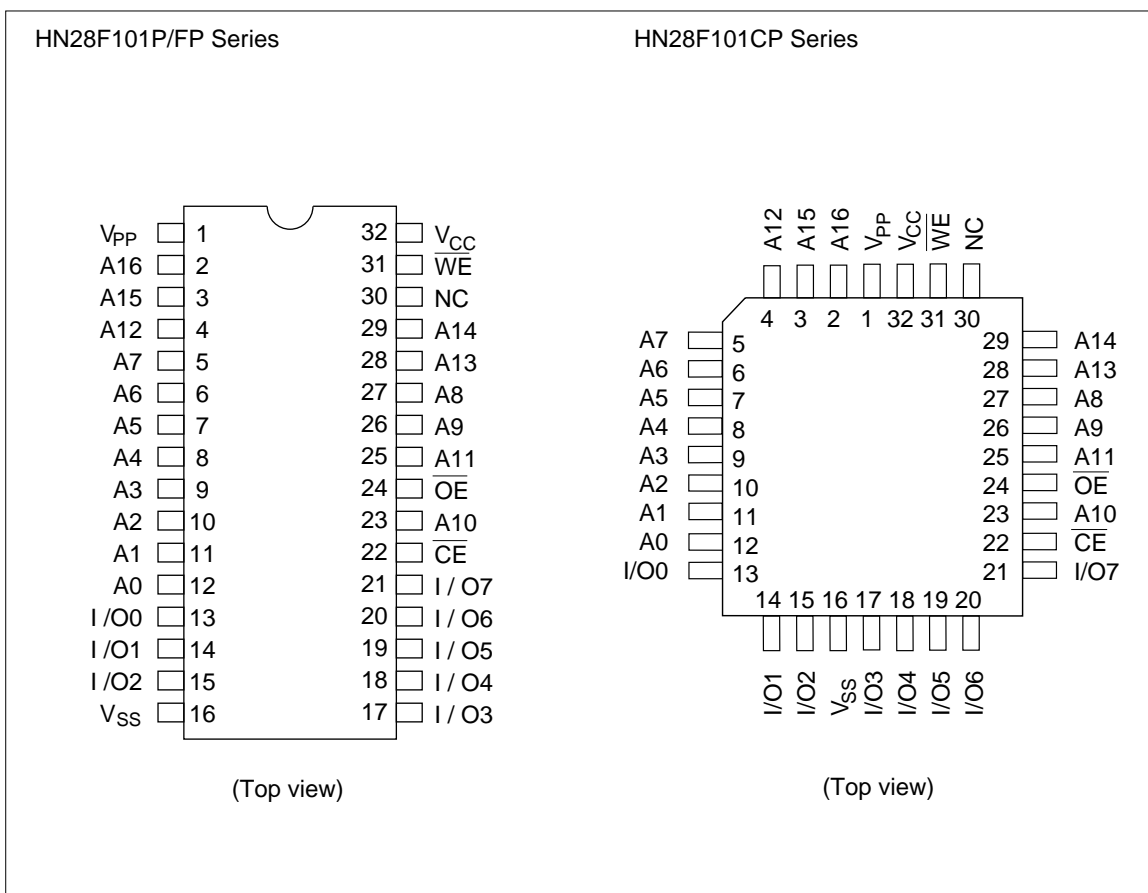 HN28F101P/FP Series
VPP 1 32 VCC
A16 2 31 W̅E̅
A15 3 30 NC
A12 4 29 A14
A7 5 28 A13
A6 6 27 A8
A5 7 26 A9
A4 8 25 A11
A3 9 24 O̅E̅
A2 10 23 A10
A1 11 22 C̅E̅
A0 12 21 I / O7
I /O0 13 20 I / O6
I /O1 14 19 I / O5
I /O2 15 18 I / O4
VSS 16 17 I / O3
(Top view)
HN28F101CP Series
A12 A15 A16 VPP VCC W̅E̅ NC
4 3 2 1 32 31 30
A7 5 29 A14
A6 6 28 A13
A5 7 27 A8
A4 8 26 A9
A3 9 25 A11
A2 10 24 O̅E̅
A1 11 23 A10
A0 12 22 C̅E̅
I/O0 13 21 I/O7
14 15 16 17 18 19 20
I/O1 I/O2 VSS I/O3 I/O4 I/O5 I/O6
(Top view)